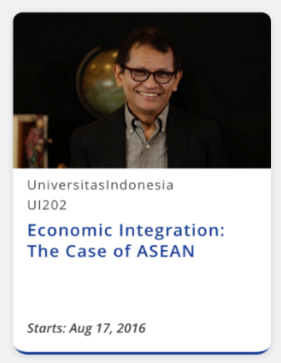 UniversitasIndonesia
UI202
Economic Integration:
The Case of ASEAN
Starts: Aug 17, 2016